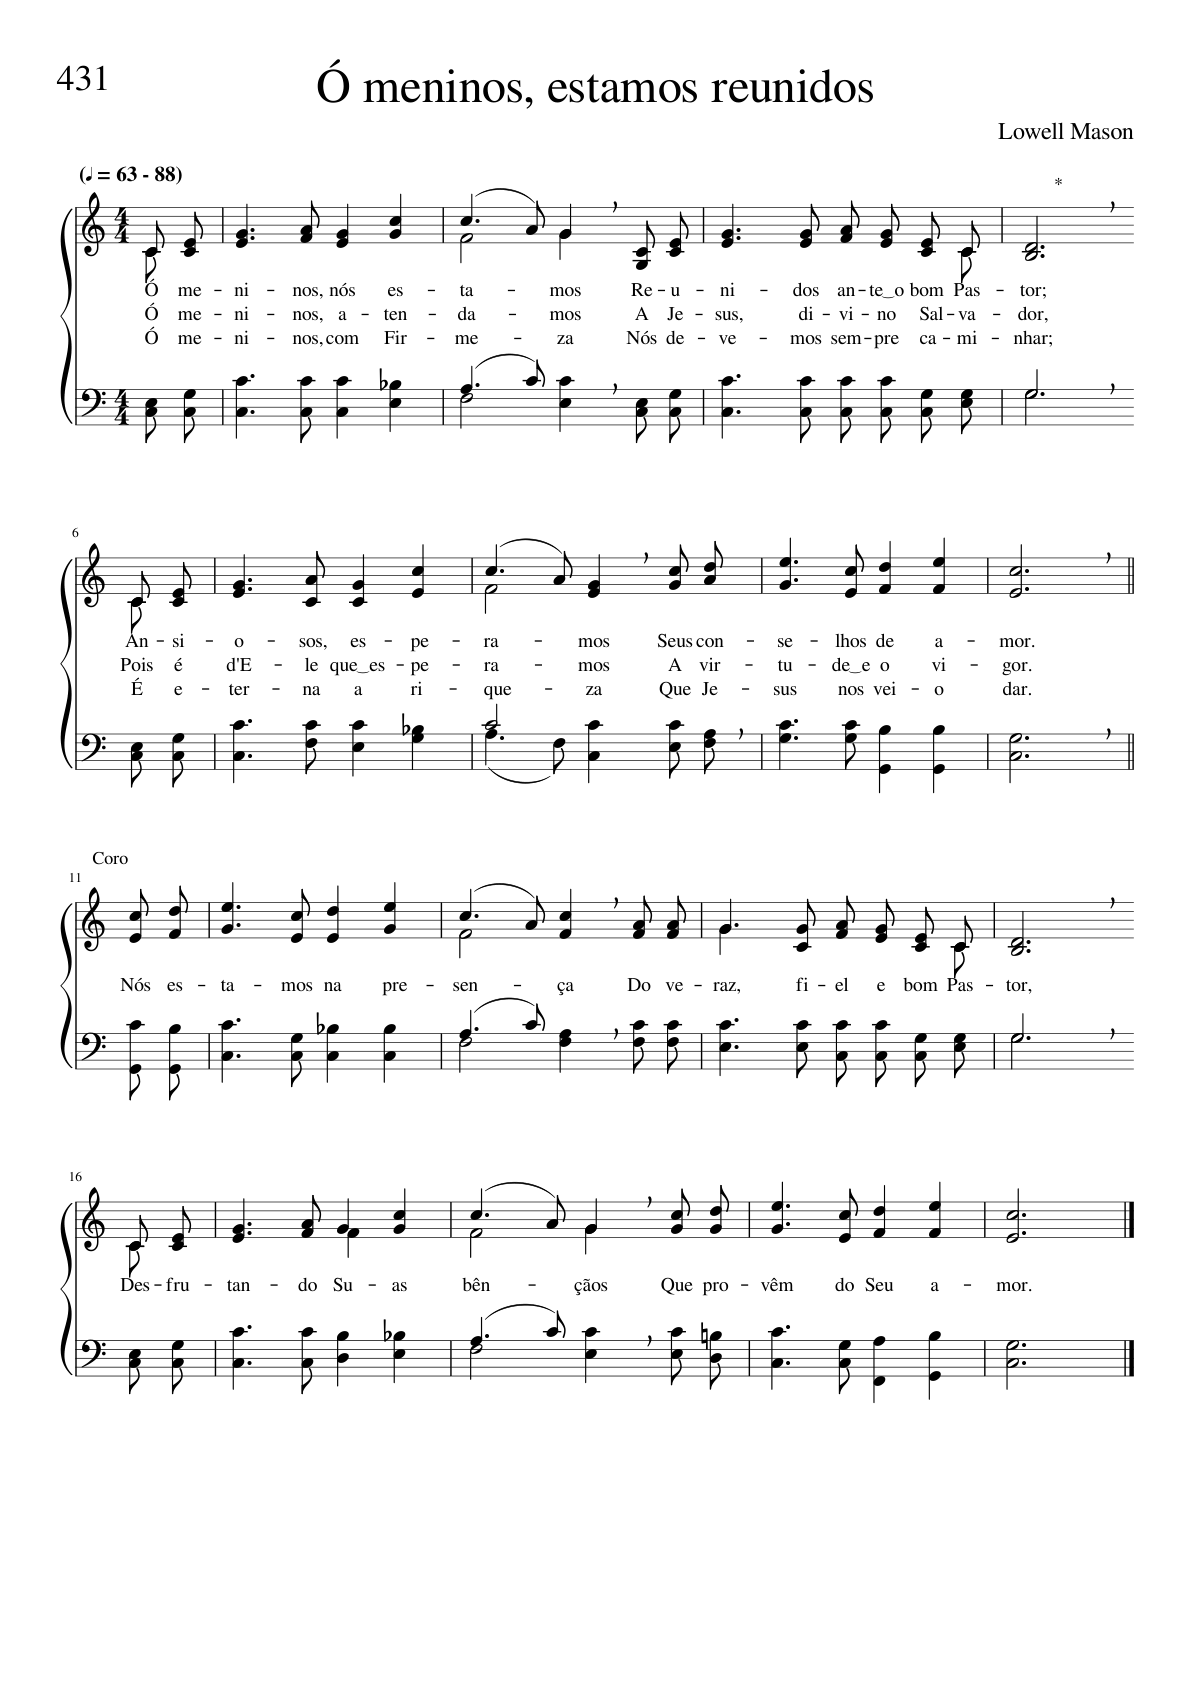 431
Ó meninos, estamos reunidos
Lowell Mason
(♩ = 63 - 88)
*
Ó me – ni – nos, nós es – ta – mos Re – u – ni – dos an – te‿o bom Pas – tor;
Ó me – ni – nos, a – ten – da – mos A Je – sus, di – vi – no Sal – va – dor,
Ó me – ni – nos, com Fir – me – za Nós de – ve – mos sem – pre ca – mi – nhar;
6
An – si – o – sos, es – pe – ra – mos Seus con – se – lhos de a – mor.
Pois é d'E – le que‿es – pe – ra – mos A vir – tu – de‿e o vi – gor.
É e – ter – na a ri – que – za Que Je – sus nos vei – o dar.
Coro
11
Nós es – ta – mos na pre – sen – ça Do ve – raz, fi – el e bom Pas – tor,
16
Des – fru – tan – do Su – as bên – çãos Que pro – vêm do Seu a – mor.